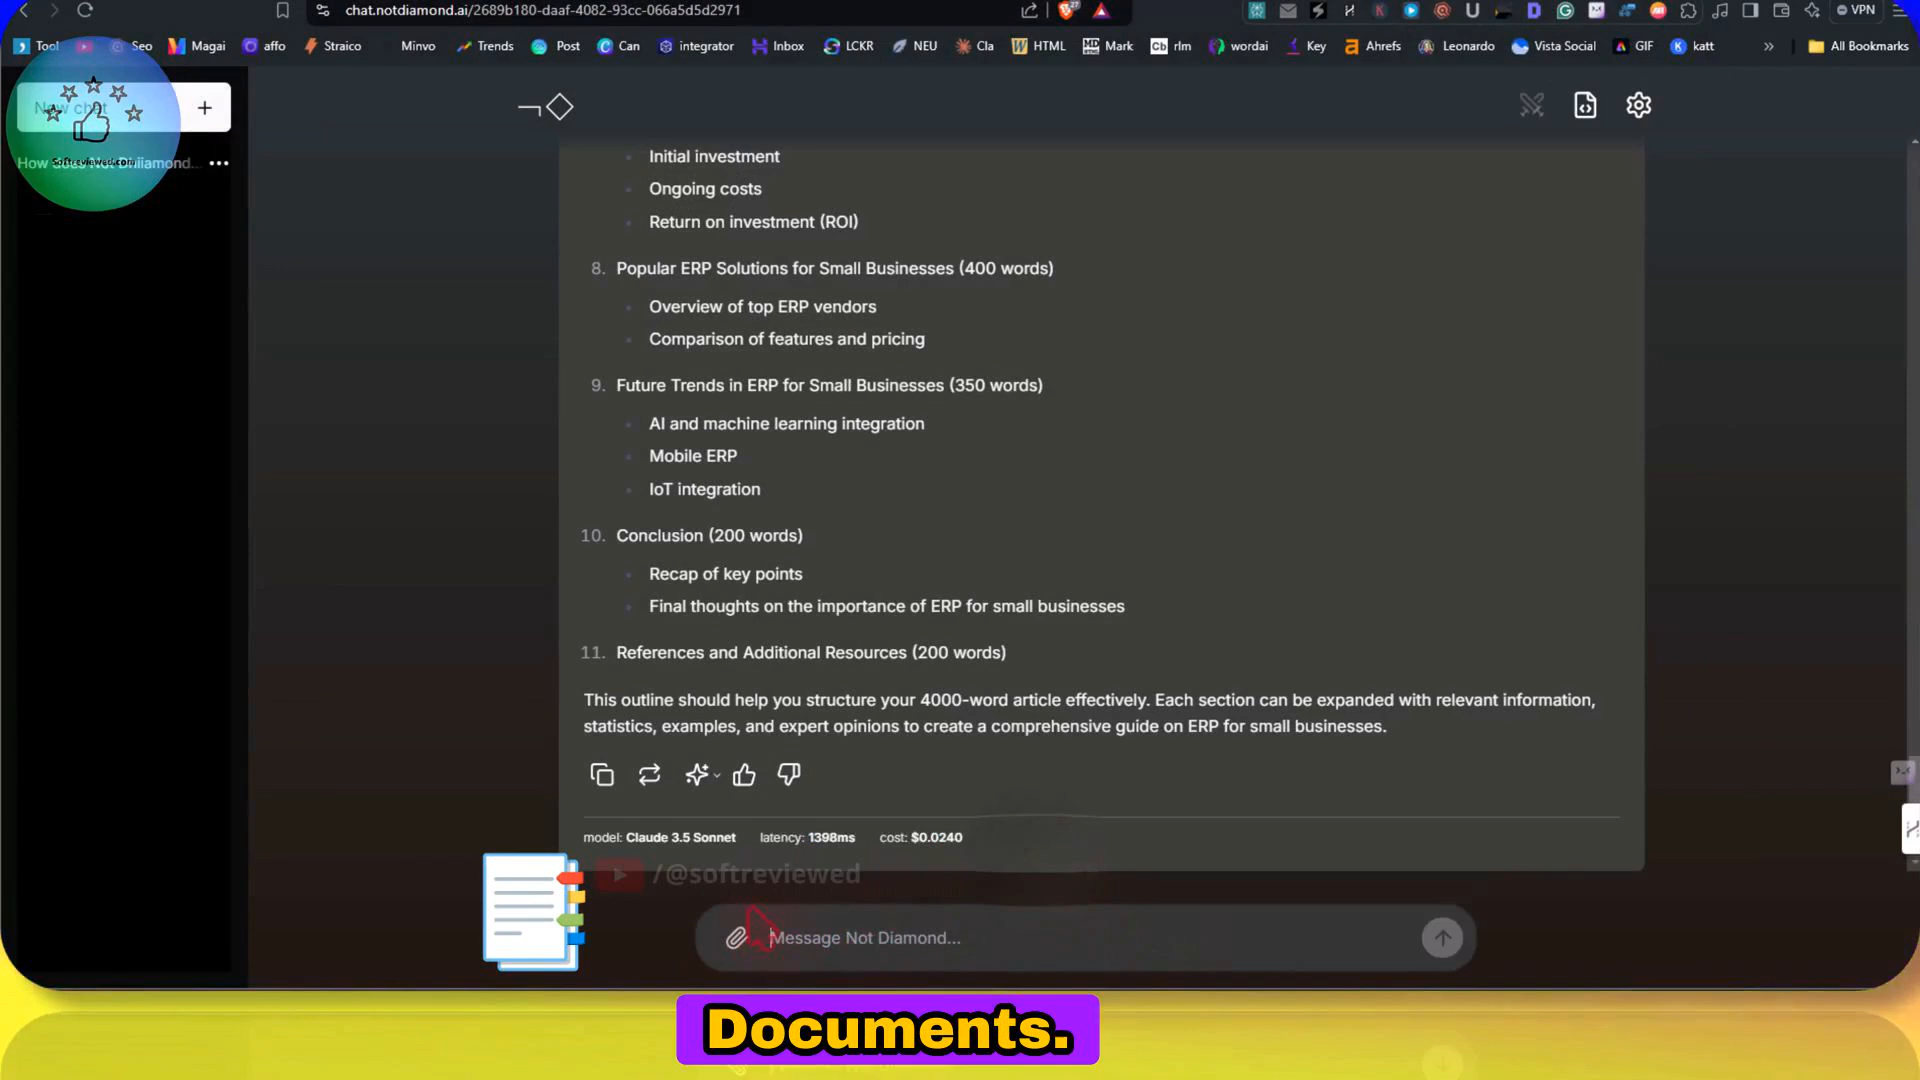 chat.notdiamond.ai/2689b180-daaf-4082-93cc-066a5d5d2971
VPN
Tool
Seo
Magai
affo
Straico
Minvo
Trends
Post
Can
integrator
Inbox
LCKR
NEU
Cla
HTML
Mark
rlm
wordai
Key
Ahrefs
Leonardo
Vista Social
GIF
katt
»
All Bookmarks
New chat
+
Softreviewed.com
Initial investment
Ongoing costs
Return on investment (ROI)
8. Popular ERP Solutions for Small Businesses (400 words)
Overview of top ERP vendors
Comparison of features and pricing
9. Future Trends in ERP for Small Businesses (350 words)
AI and machine learning integration
Mobile ERP
IoT integration
10. Conclusion (200 words)
Recap of key points
Final thoughts on the importance of ERP for small businesses
11. References and Additional Resources (200 words)
This outline should help you structure your 4000-word article effectively. Each section can be expanded with relevant information,
statistics, examples, and expert opinions to create a comprehensive guide on ERP for small businesses.
model: Claude 3.5 Sonnet latency: 1398ms cost: $0.0240
/@softreviewed
Message Not Diamond...
Documents.